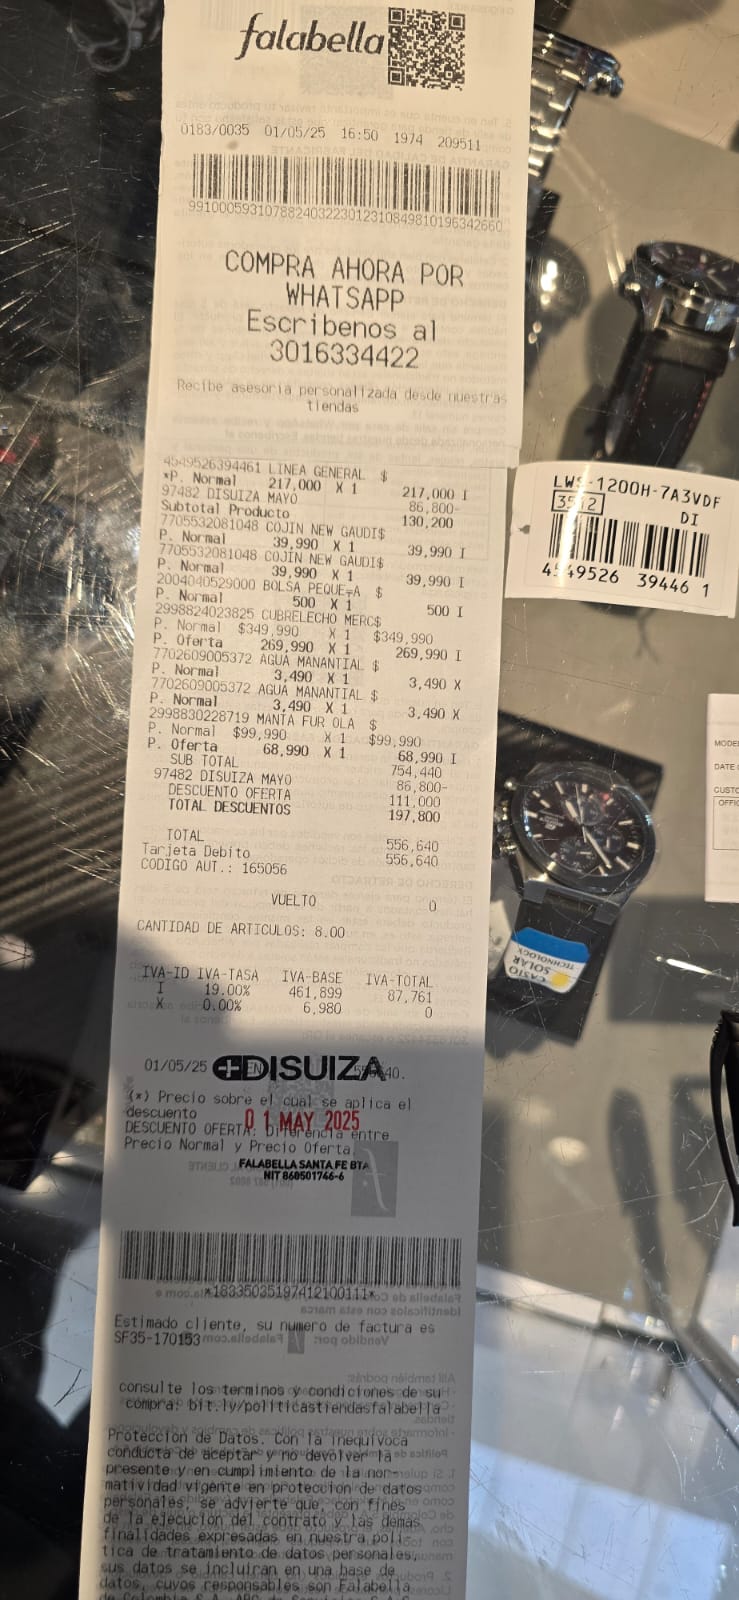 falabella
0183/0035 01/05/25 16:50 1974 209511
COMPRA AHORA POR
WHATSAPP
Escribenos al
3016334422
Recibe asesoria personalizada desde nuestras
tiendas
4549526394461 LINEA GENERAL $
*P. Normal 217,000 X 1 217,000 I
97482 DISUIZA MAYO 86,800-
Subtotal Producto 130,200
7705532081048 COJIN NEW GAUDI$
P. Normal 39,990 X 1 39,990 I
7705532081048 COJIN NEW GAUDI$
P. Normal 39,990 X 1 39,990 I
2004040529000 BOLSA PEQUE¬A $
P. Normal 500 X 1 500 I
2998824023825 CUBRELECHO MERC$
P. Normal $349,990 X 1 $349,990
P. Oferta 269,990 X 1 269,990 I
7702609005372 AGUA MANANTIAL $
P. Normal 3,490 X 1 3,490 X
7702609005372 AGUA MANANTIAL $
P. Normal 3,490 X 1 3,490 X
2998830228719 MANTA FUR OLA $
P. Normal $99,990 X 1 $99,990
P. Oferta 68,990 X 1 68,990 I
SUB TOTAL 754,440
97482 DISUIZA MAYO 86,800-
DESCUENTO OFERTA 111,000
TOTAL DESCUENTOS 197,800
TOTAL 556,640
Tarjeta Debito 556,640
CODIGO AUT.: 165056
VUELTO 0
CANTIDAD DE ARTICULOS: 8.00
IVA-ID IVA-TASA IVA-BASE IVA-TOTAL
I 19.00% 461,899 87,761
X 0.00% 6,980 0
01/05/25
DISUIZA
(*) Precio sobre el cual se aplica el
descuento
01 MAY 2025
DESCUENTO OFERTA: Diferencia entre
Precio Normal y Precio Oferta
FALABELLA SANTA FE BTA
NIT 860501746-6
*18335035197412100111*
Estimado cliente, su numero de factura es
SF35-170153
consulte los terminos y condiciones de su
compra: bit.ly/politicastiendasfalabella
Proteccion de Datos. Con la inequivoca
conducta de aceptar y no devolver la
presente y en cumplimiento de la nor-
matividad vigente en proteccion de datos
personales, se advierte que, con fines
de la ejecucion del contrato y las demas
finalidades expresadas en nuestra poli-
tica de tratamiento de datos personales,
sus datos se incluiran en una base de
datos, cuyos responsables son Falabella
LWS-1200H-7A3VDF
3512
DI
4549526 39446 1
MODE
DATE
CUSTO
OFFIC
CASIO
SOLAR
TECHNOLOGY